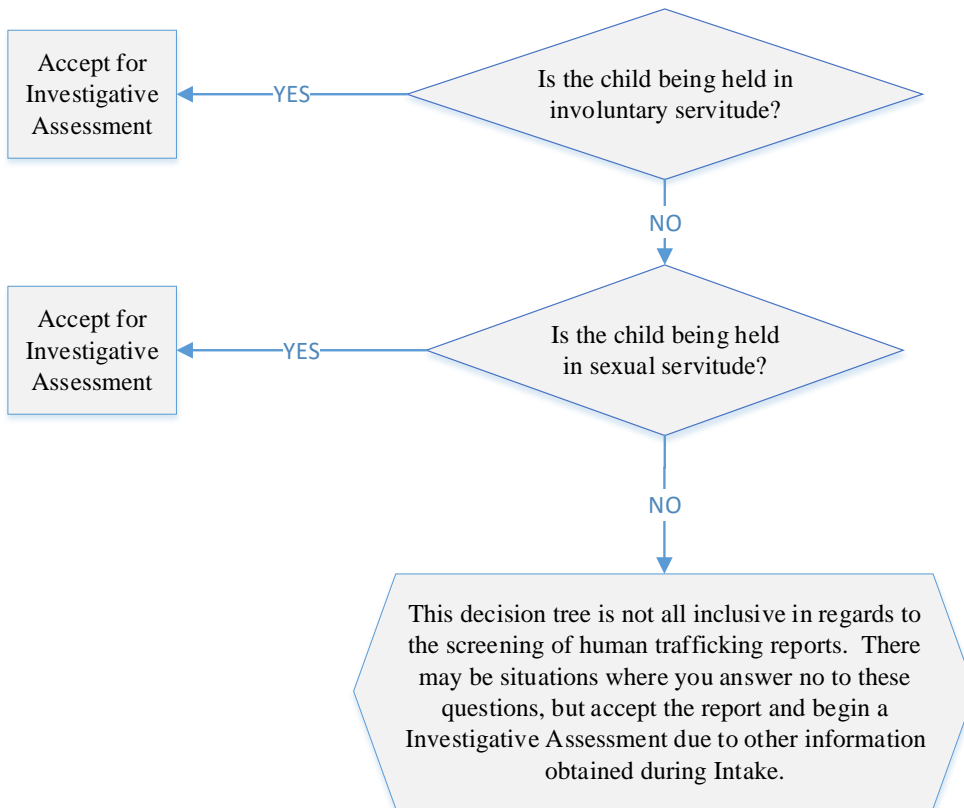 Accept for
Investigative
Assessment
YES
Is the child being held in
involuntary servitude?
NO
Accept for
Investigative
Assessment
YES
Is the child being held
in sexual servitude?
NO
This decision tree is not all inclusive in regards to
the screening of human trafficking reports.  There
may be situations where you answer no to these
questions, but accept the report and begin a
Investigative Assessment due to other information
obtained during Intake.